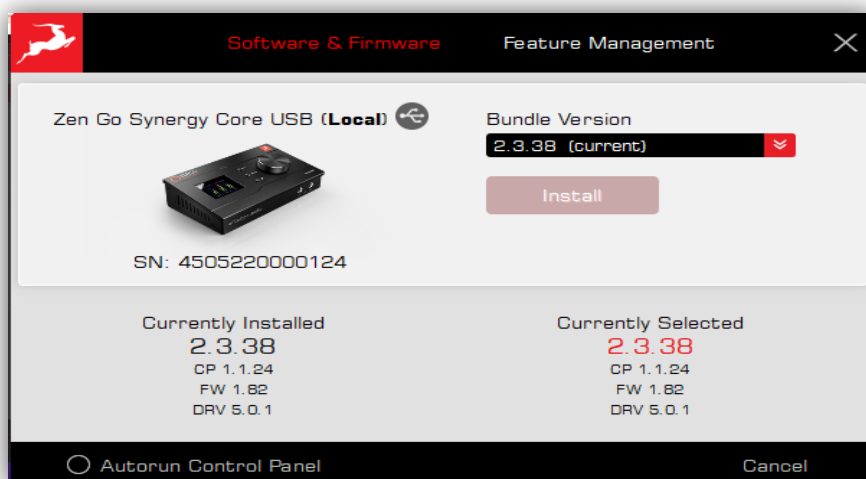 Software & Firmware
Feature Management
Zen Go Synergy Core USB (Local)
SN: 4505220000124
Bundle Version
2.3.38 (current)
Install
Currently Installed
2.3.38
CP 1.1.24
FW 1.82
DRV 5.0.1
Currently Selected
2.3.38
CP 1.1.24
FW 1.82
DRV 5.0.1
Autorun Control Panel
Cancel